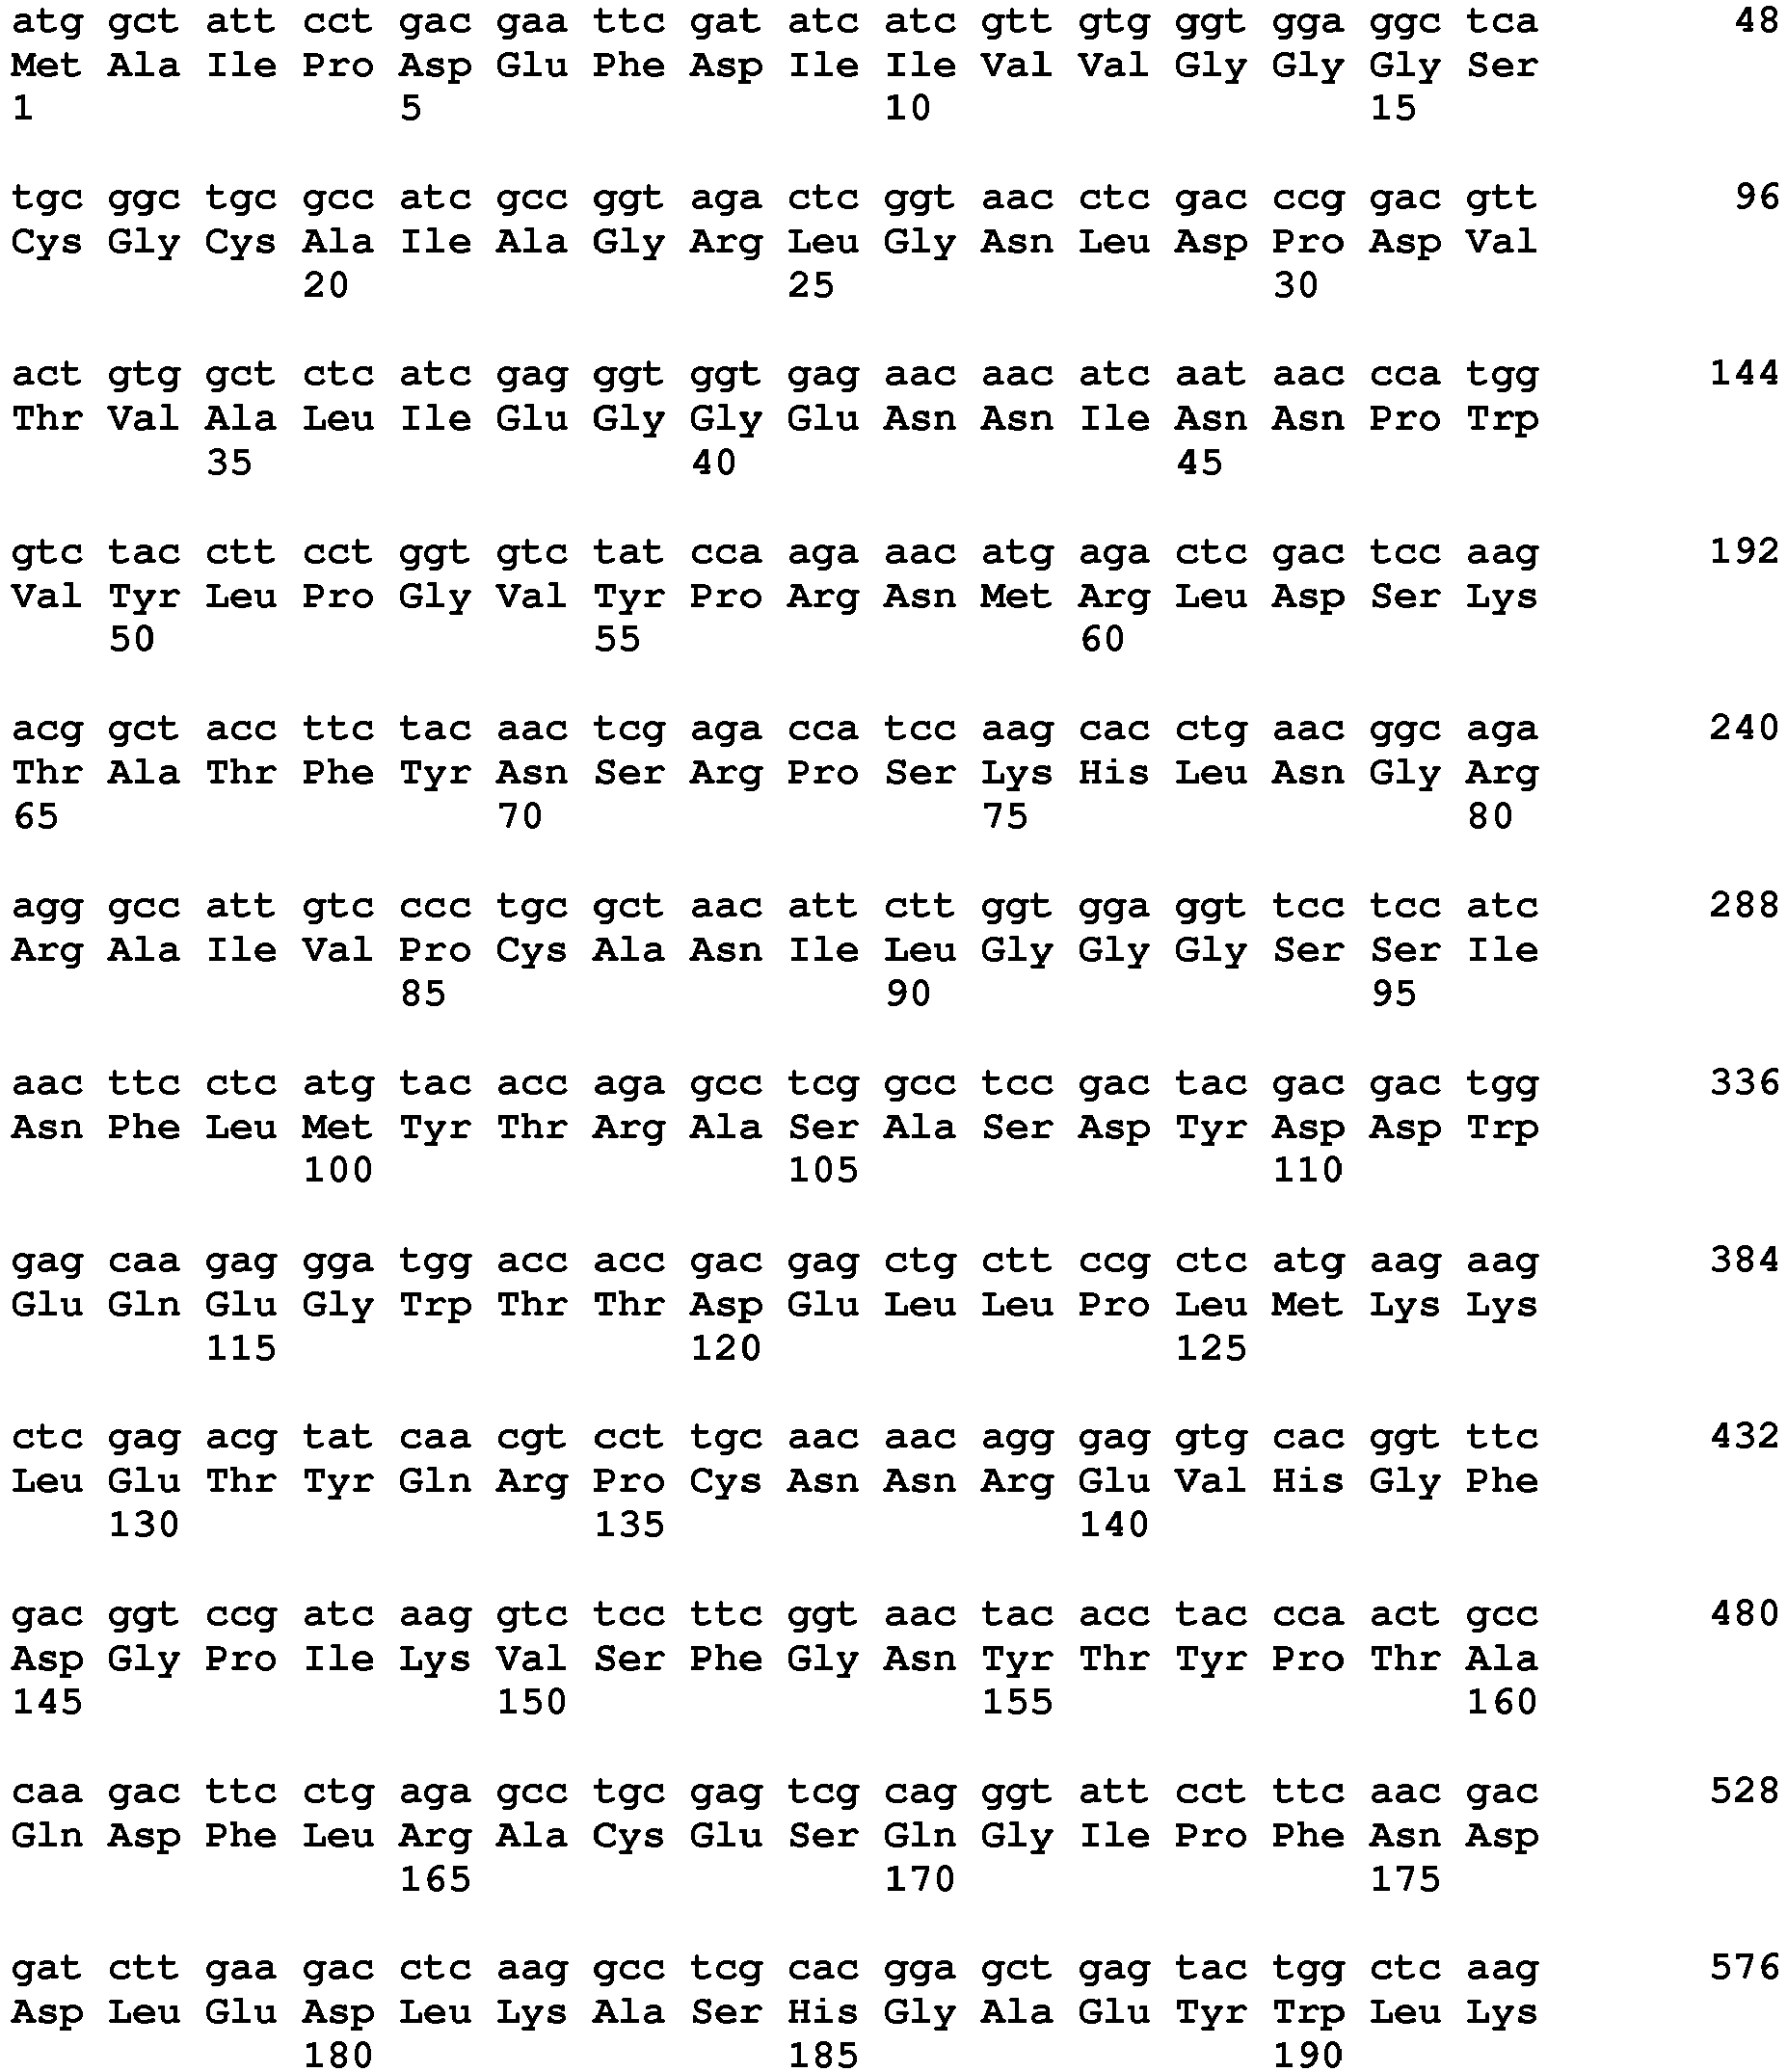 atg gct att cct gac gaa ttc gat atc atc gtt gtg ggt gga ggc tca 48
Met Ala Ile Pro Asp Glu Phe Asp Ile Ile Val Val Gly Gly Gly Ser
1 5 10 15
tgc ggc tgc gcc atc gcc ggt aga ctc ggt aac ctc gac ccg gac gtt 96
Cys Gly Cys Ala Ile Ala Gly Arg Leu Gly Asn Leu Asp Pro Asp Val
20 25 30
act gtg gct ctc atc gag ggt ggt gag aac aac atc aat aac cca tgg 144
Thr Val Ala Leu Ile Glu Gly Gly Glu Asn Asn Ile Asn Asn Pro Trp
35 40 45
gtc tac ctt cct ggt gtc tat cca aga aac atg aga ctc gac tcc aag 192
Val Tyr Leu Pro Gly Val Tyr Pro Arg Asn Met Arg Leu Asp Ser Lys
50 55 60
acg gct acc ttc tac aac tcg aga cca tcc aag cac ctg aac ggc aga 240
Thr Ala Thr Phe Tyr Asn Ser Arg Pro Ser Lys His Leu Asn Gly Arg
65 70 75 80
agg gcc att gtc ccc tgc gct aac att ctt ggt gga ggt tcc tcc atc 288
Arg Ala Ile Val Pro Cys Ala Asn Ile Leu Gly Gly Gly Ser Ser Ile
85 90 95
aac ttc ctc atg tac acc aga gcc tcg gcc tcc gac tac gac gac tgg 336
Asn Phe Leu Met Tyr Thr Arg Ala Ser Ala Ser Asp Tyr Asp Asp Trp
100 105 110
gag caa gag gga tgg acc acc gac gag ctg ctt ccg ctc atg aag aag 384
Glu Gln Glu Gly Trp Thr Thr Asp Glu Leu Leu Pro Leu Met Lys Lys
115 120 125
ctc gag acg tat caa cgt cct tgc aac aac agg gag gtg cac ggt ttc 432
Leu Glu Thr Tyr Gln Arg Pro Cys Asn Asn Arg Glu Val His Gly Phe
130 135 140
gac ggt ccg atc aag gtc tcc ttc ggt aac tac acc tac cca act gcc 480
Asp Gly Pro Ile Lys Val Ser Phe Gly Asn Tyr Thr Tyr Pro Thr Ala
145 150 155 160
caa gac ttc ctg aga gcc tgc gag tcg cag ggt att cct ttc aac gac 528
Gln Asp Phe Leu Arg Ala Cys Glu Ser Gln Gly Ile Pro Phe Asn Asp
165 170 175
gat ctt gaa gac ctc aag gcc tcg cac gga gct gag tac tgg ctc aag 576
Asp Leu Glu Asp Leu Lys Ala Ser His Gly Ala Glu Tyr Trp Leu Lys
180 185 190